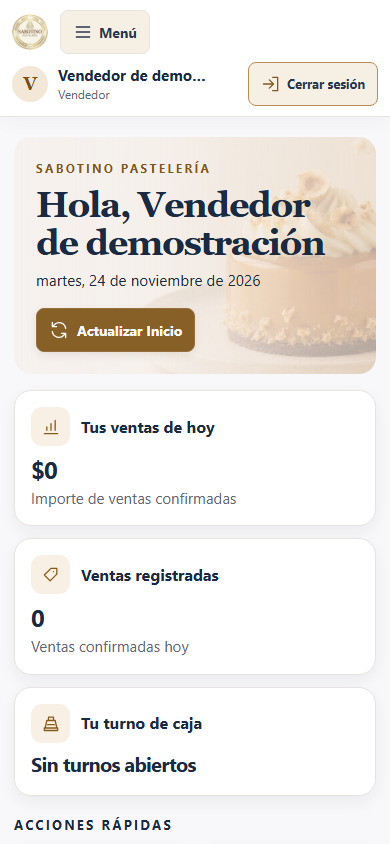 SABOTINO
Menú
V
Vendedor de demo...
Vendedor
Cerrar sesión
SABOTINO PASTELERÍA
Hola, Vendedor
de demostración
martes, 24 de noviembre de 2026
Actualizar Inicio
Tus ventas de hoy
$0
Importe de ventas confirmadas
Ventas registradas
0
Ventas confirmadas hoy
Tu turno de caja
Sin turnos abiertos
ACCIONES RÁPIDAS